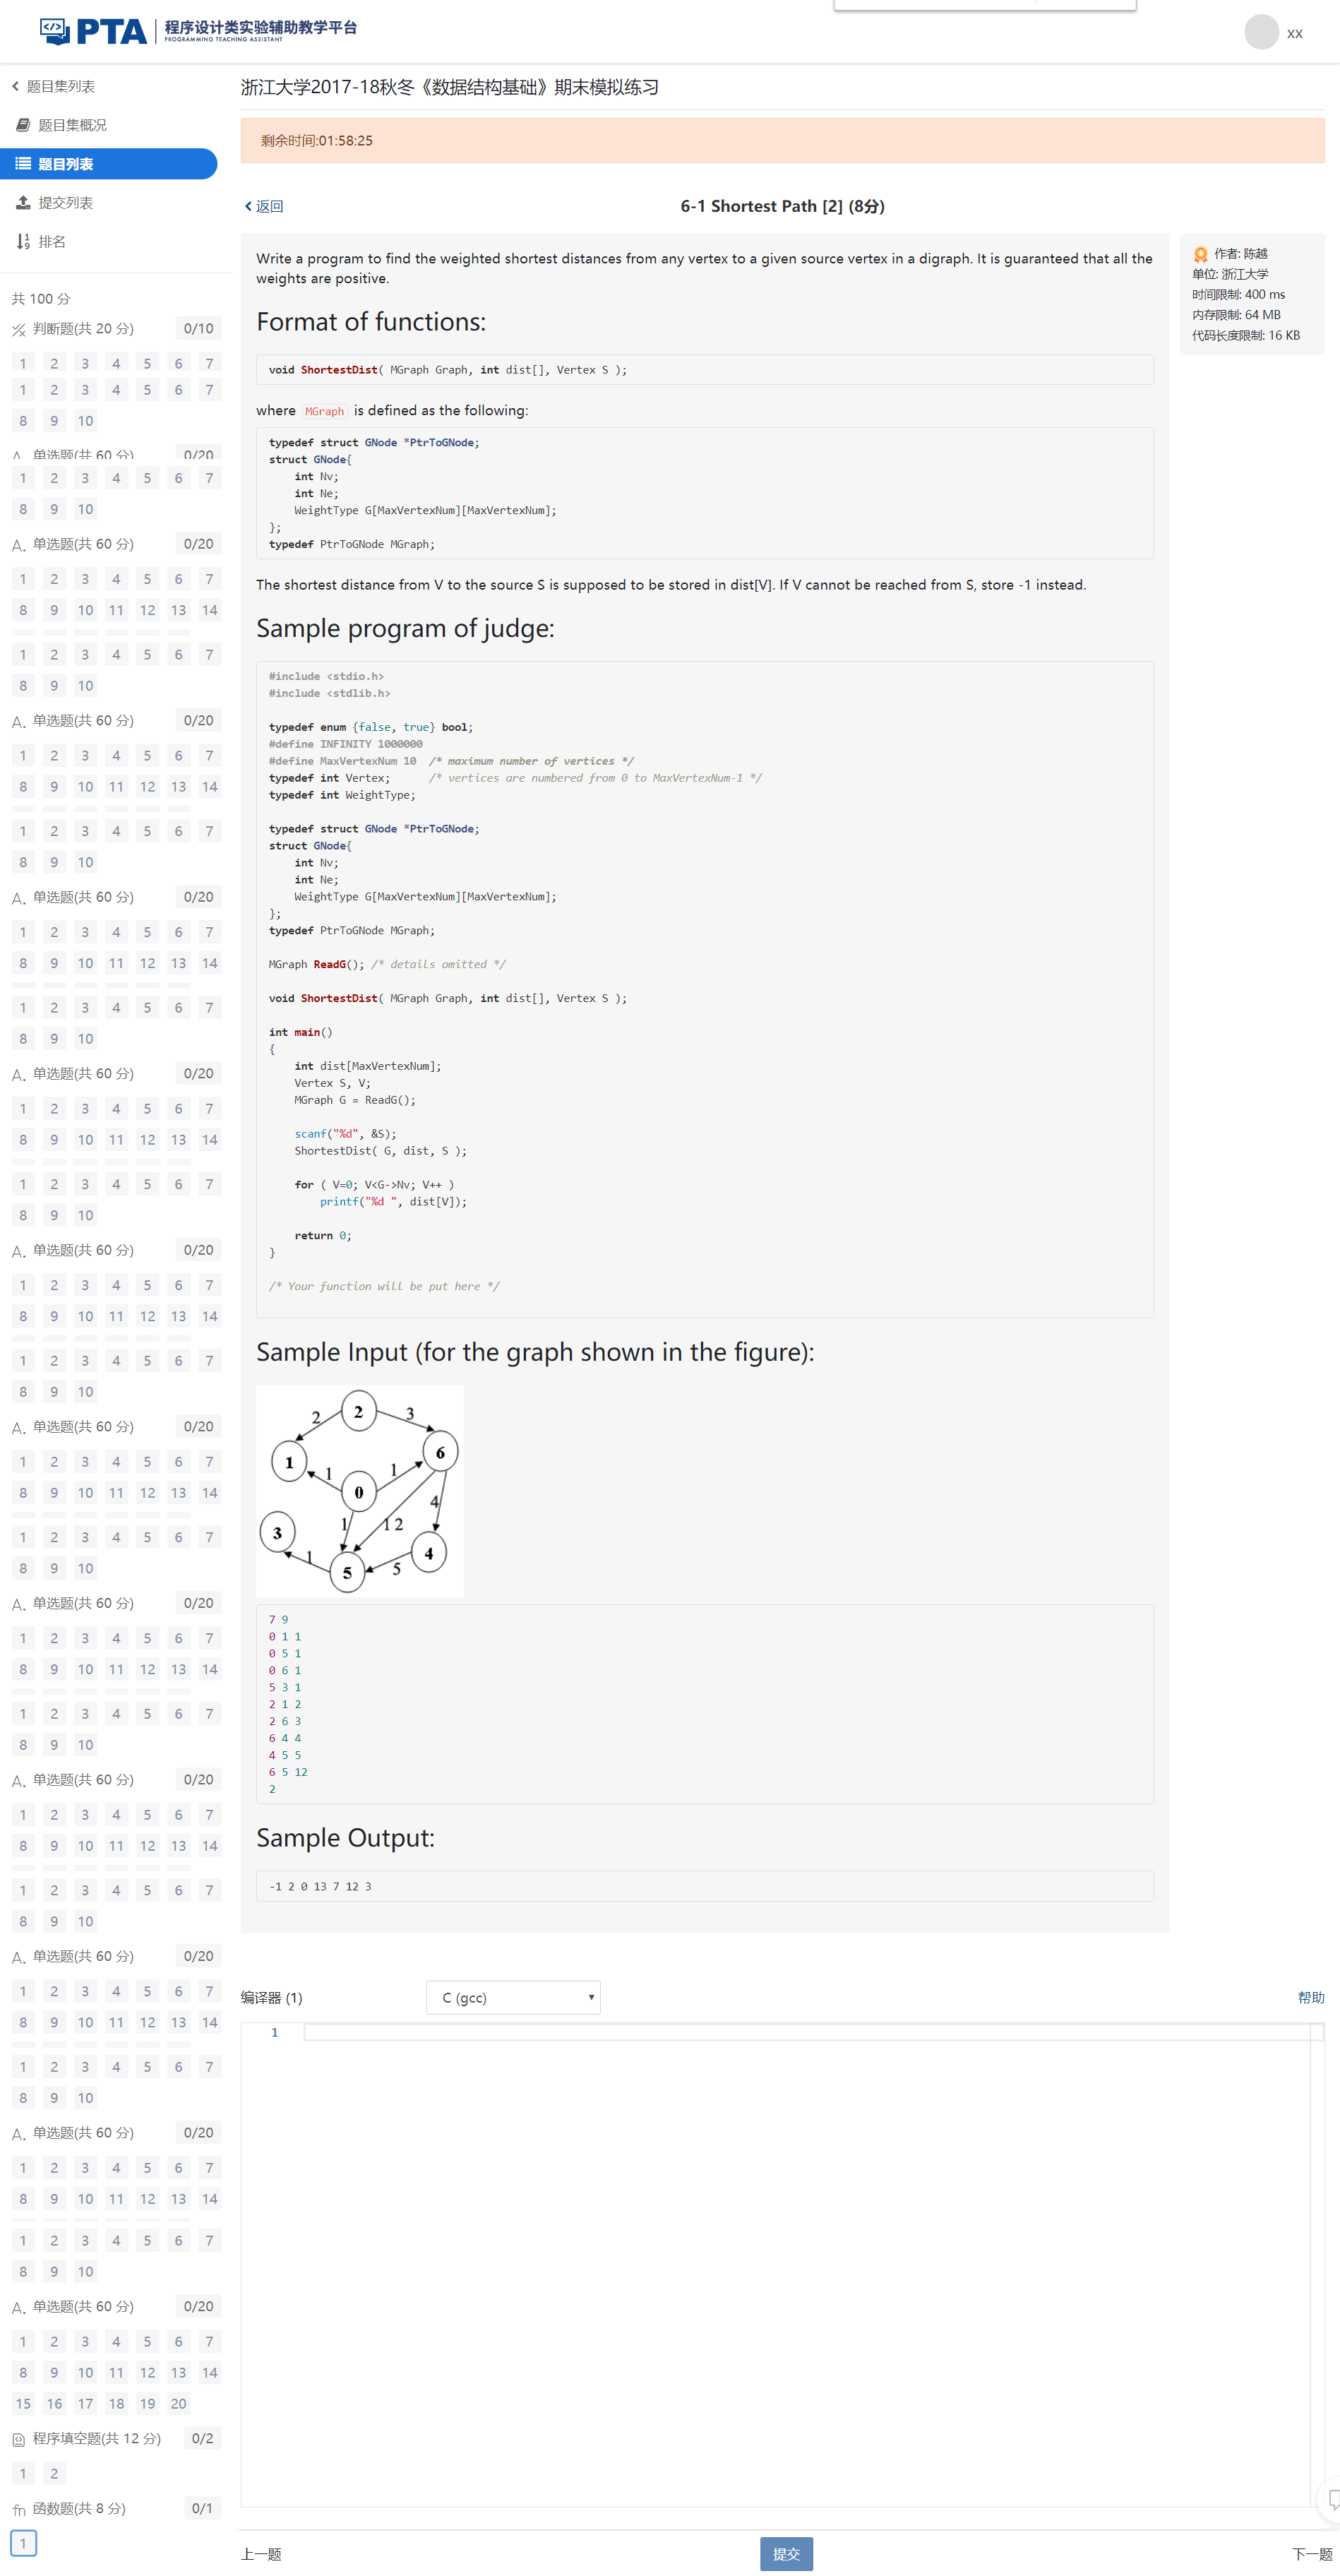 PTA 程序设计类实验辅助教学平台
PROGRAMMING TEACHING ASSISTANT
xx
题目集列表
题目集概况
题目列表
提交列表
排名
共 100 分
判断题(共 20 分) 0/10
1 2 3 4 5 6 7
1 2 3 4 5 6 7
8 9 10
单选题(共 60 分) 0/20
1 2 3 4 5 6 7
8 9 10
A. 单选题(共 60 分) 0/20
1 2 3 4 5 6 7
8 9 10 11 12 13 14
1 2 3 4 5 6 7
8 9 10
A. 单选题(共 60 分) 0/20
1 2 3 4 5 6 7
8 9 10 11 12 13 14
1 2 3 4 5 6 7
8 9 10
A. 单选题(共 60 分) 0/20
1 2 3 4 5 6 7
8 9 10 11 12 13 14
1 2 3 4 5 6 7
8 9 10
A. 单选题(共 60 分) 0/20
1 2 3 4 5 6 7
8 9 10 11 12 13 14
1 2 3 4 5 6 7
8 9 10
A. 单选题(共 60 分) 0/20
1 2 3 4 5 6 7
8 9 10 11 12 13 14
1 2 3 4 5 6 7
8 9 10
A. 单选题(共 60 分) 0/20
1 2 3 4 5 6 7
8 9 10 11 12 13 14
1 2 3 4 5 6 7
8 9 10
A. 单选题(共 60 分) 0/20
1 2 3 4 5 6 7
8 9 10 11 12 13 14
1 2 3 4 5 6 7
8 9 10
A. 单选题(共 60 分) 0/20
1 2 3 4 5 6 7
8 9 10 11 12 13 14
1 2 3 4 5 6 7
8 9 10
A. 单选题(共 60 分) 0/20
1 2 3 4 5 6 7
8 9 10 11 12 13 14
1 2 3 4 5 6 7
8 9 10
A. 单选题(共 60 分) 0/20
1 2 3 4 5 6 7
8 9 10 11 12 13 14
1 2 3 4 5 6 7
8 9 10
A. 单选题(共 60 分) 0/20
1 2 3 4 5 6 7
8 9 10 11 12 13 14
15 16 17 18 19 20
程序填空题(共 12 分) 0/2
1 2
fn 函数题(共 8 分) 0/1
1
浙江大学2017-18秋冬《数据结构基础》期末模拟练习
剩余时间:01:58:25
返回
6-1 Shortest Path [2] (8分)
Write a program to find the weighted shortest distances from any vertex to a given source vertex in a digraph. It is guaranteed that all the
weights are positive.
Format of functions:
void ShortestDist( MGraph Graph, int dist[], Vertex S );
where MGraph is defined as the following:
typedef struct GNode *PtrToGNode;
struct GNode{
    int Nv;
    int Ne;
    WeightType G[MaxVertexNum][MaxVertexNum];
};
typedef PtrToGNode MGraph;
The shortest distance from V to the source S is supposed to be stored in dist[V]. If V cannot be reached from S, store -1 instead.
Sample program of judge:
#include <stdio.h>
#include <stdlib.h>
typedef enum {false, true} bool;
#define INFINITY 1000000
#define MaxVertexNum 10  /* maximum number of vertices */
typedef int Vertex;      /* vertices are numbered from 0 to MaxVertexNum-1 */
typedef int WeightType;
typedef struct GNode *PtrToGNode;
struct GNode{
    int Nv;
    int Ne;
    WeightType G[MaxVertexNum][MaxVertexNum];
};
typedef PtrToGNode MGraph;
MGraph ReadG(); /* details omitted */
void ShortestDist( MGraph Graph, int dist[], Vertex S );
int main()
{
    int dist[MaxVertexNum];
    Vertex S, V;
    MGraph G = ReadG();
    scanf("%d", &S);
    ShortestDist( G, dist, S );
    for ( V=0; V<G->Nv; V++ )
        printf("%d ", dist[V]);
    return 0;
}
/* Your function will be put here */
Sample Input (for the graph shown in the figure):
2
2 3
1 6
1 1
0
4
3 1 1 2
4
1 5
5
7 9
0 1 1
0 5 1
0 6 1
5 3 1
2 1 2
2 6 3
6 4 4
4 5 5
6 5 12
2
Sample Output:
-1 2 0 13 7 12 3
作者: 陈越
单位: 浙江大学
时间限制: 400 ms
内存限制: 64 MB
代码长度限制: 16 KB
编译器 (1) C (gcc) 帮助
1
上一题 提交 下一题